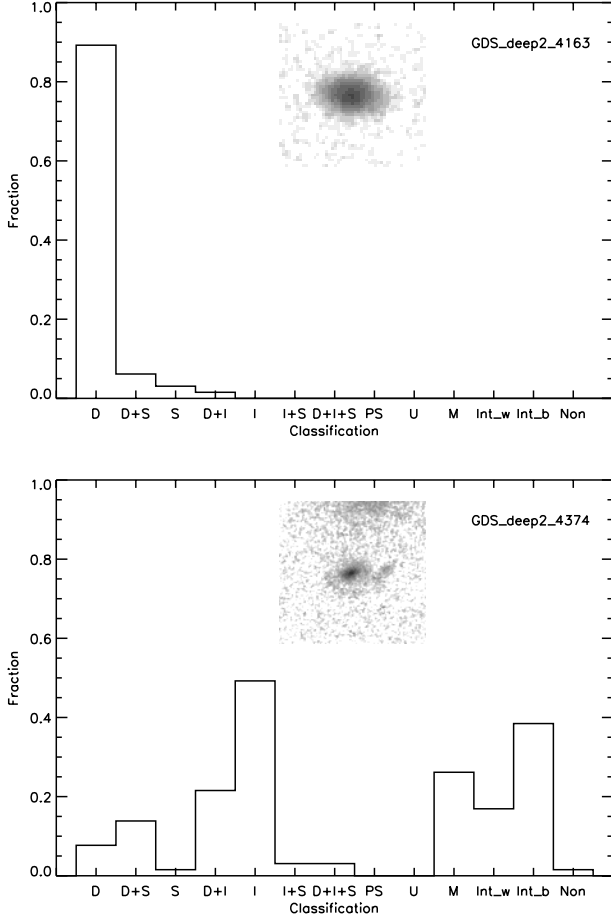 1.0
0.8
0.6
0.4
0.2
0.0
Fraction
GDS_deep2_4163
D D+S S D+I I I+S D+I+S PS U M Int_w Int_b Non
Classification
1.0
0.8
0.6
0.4
0.2
0.0
Fraction
GDS_deep2_4374
D D+S S D+I I I+S D+I+S PS U M Int_w Int_b Non
Classification